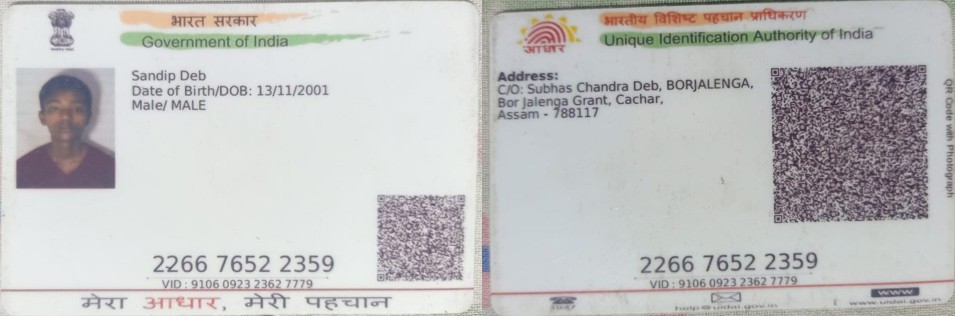 भारत सरकार
Government of India
Sandip Deb
Date of Birth/DOB: 13/11/2001
Male/ MALE
2266 7652 2359
VID : 9106 0923 2362 7779
मेरा आधार, मेरी पहचान
भारतीय विशिष्ट पहचान प्राधिकरण
Unique Identification Authority of India
आधार
Address:
C/O: Subhas Chandra Deb, BORJALENGA,
Bor Jalenga Grant, Cachar,
Assam - 788117
QR Code with Photograph
2266 7652 2359
VID : 9106 0923 2362 7779
1947
help@uidai.gov.in
www
www.uidai.gov.in